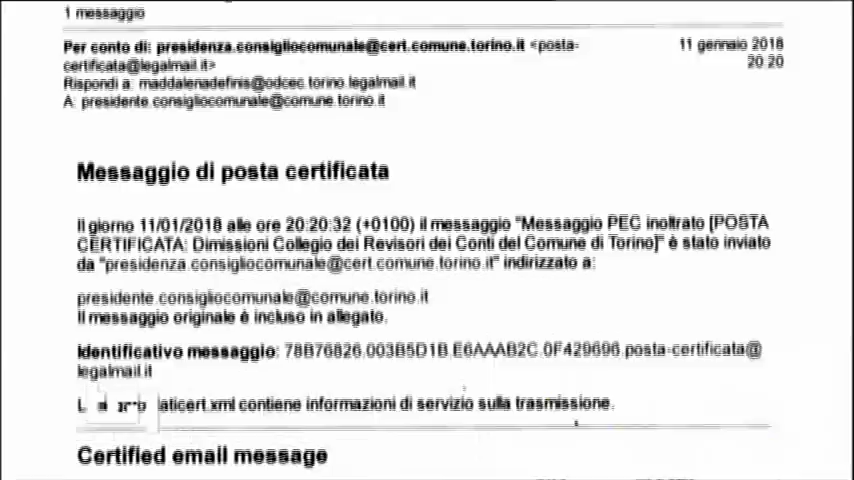 1 messaggio
Per conto di: presidenza.consigliocomunale@cert.comune.torino.it <posta-
certificata@legalmail.it>
11 gennaio 2018
20:20
Rispondi a: maddalenadefinis@odcec.torino.legalmail.it
A: presidente.consigliocomunale@comune.torino.it
Messaggio di posta certificata
Il giorno 11/01/2018 alle ore 20:20:32 (+0100) il messaggio "Messaggio PEC inoltrato [POSTA
CERTIFICATA: Dimissioni Collegio dei Revisori dei Conti del Comune di Torino]" è stato inviato
da "presidenza.consigliocomunale@cert.comune.torino.it" indirizzato a:
presidente.consigliocomunale@comune.torino.it
Il messaggio originale è incluso in allegato.
Identificativo messaggio: 78B76826.003B5D1B.E6AAAB2C.0F429696.posta-certificata@
legalmail.it
daticert.xml contiene informazioni di servizio sulla trasmissione.
Certified email message